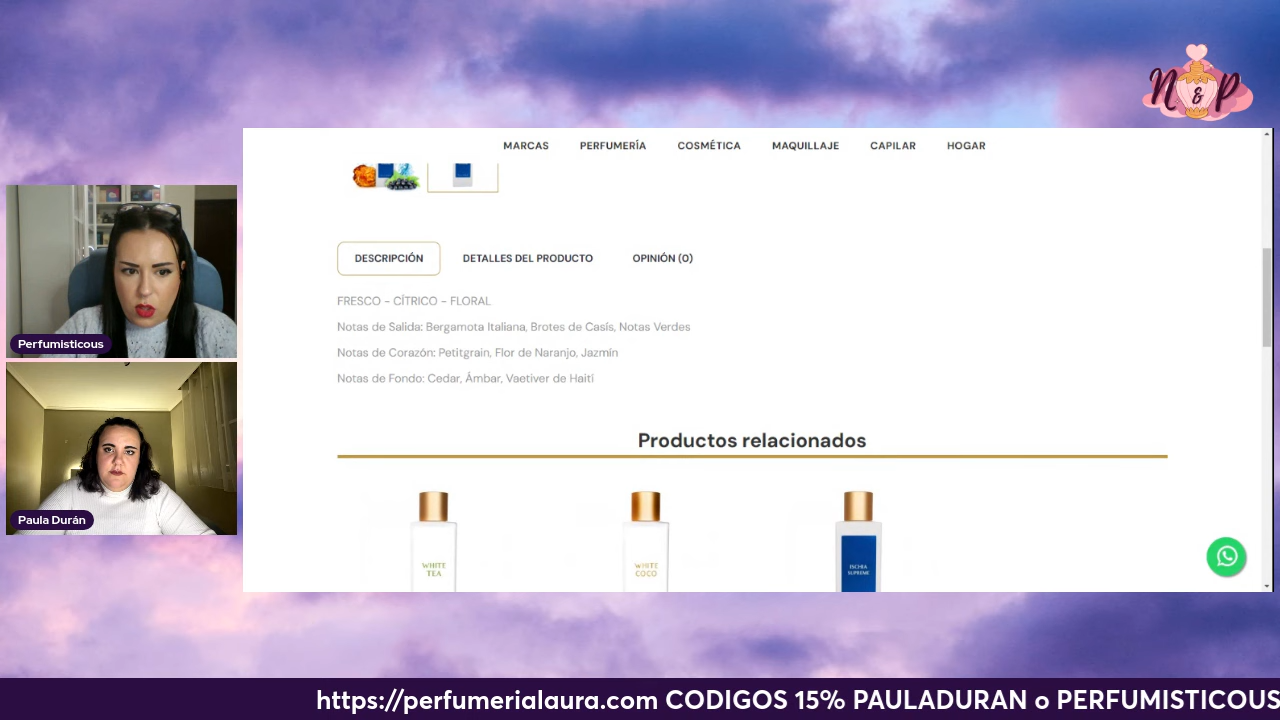 N & P
MARCAS PERFUMERÍA COSMÉTICA MAQUILLAJE CAPILAR HOGAR
DESCRIPCIÓN DETALLES DEL PRODUCTO OPINIÓN (0)
FRESCO - CÍTRICO - FLORAL
Notas de Salida: Bergamota Italiana, Brotes de Casís, Notas Verdes
Notas de Corazón: Petitgrain, Flor de Naranjo, Jazmín
Notas de Fondo: Cedar, Ámbar, Vaetiver de Haití
Productos relacionados
WHITE
TEA
WHITE
COCO
ISCHIA
SUPREME
Perfumisticous
Paula Durán
https://perfumerialaura.com CODIGOS 15% PAULADURAN o PERFUMISTICOUS